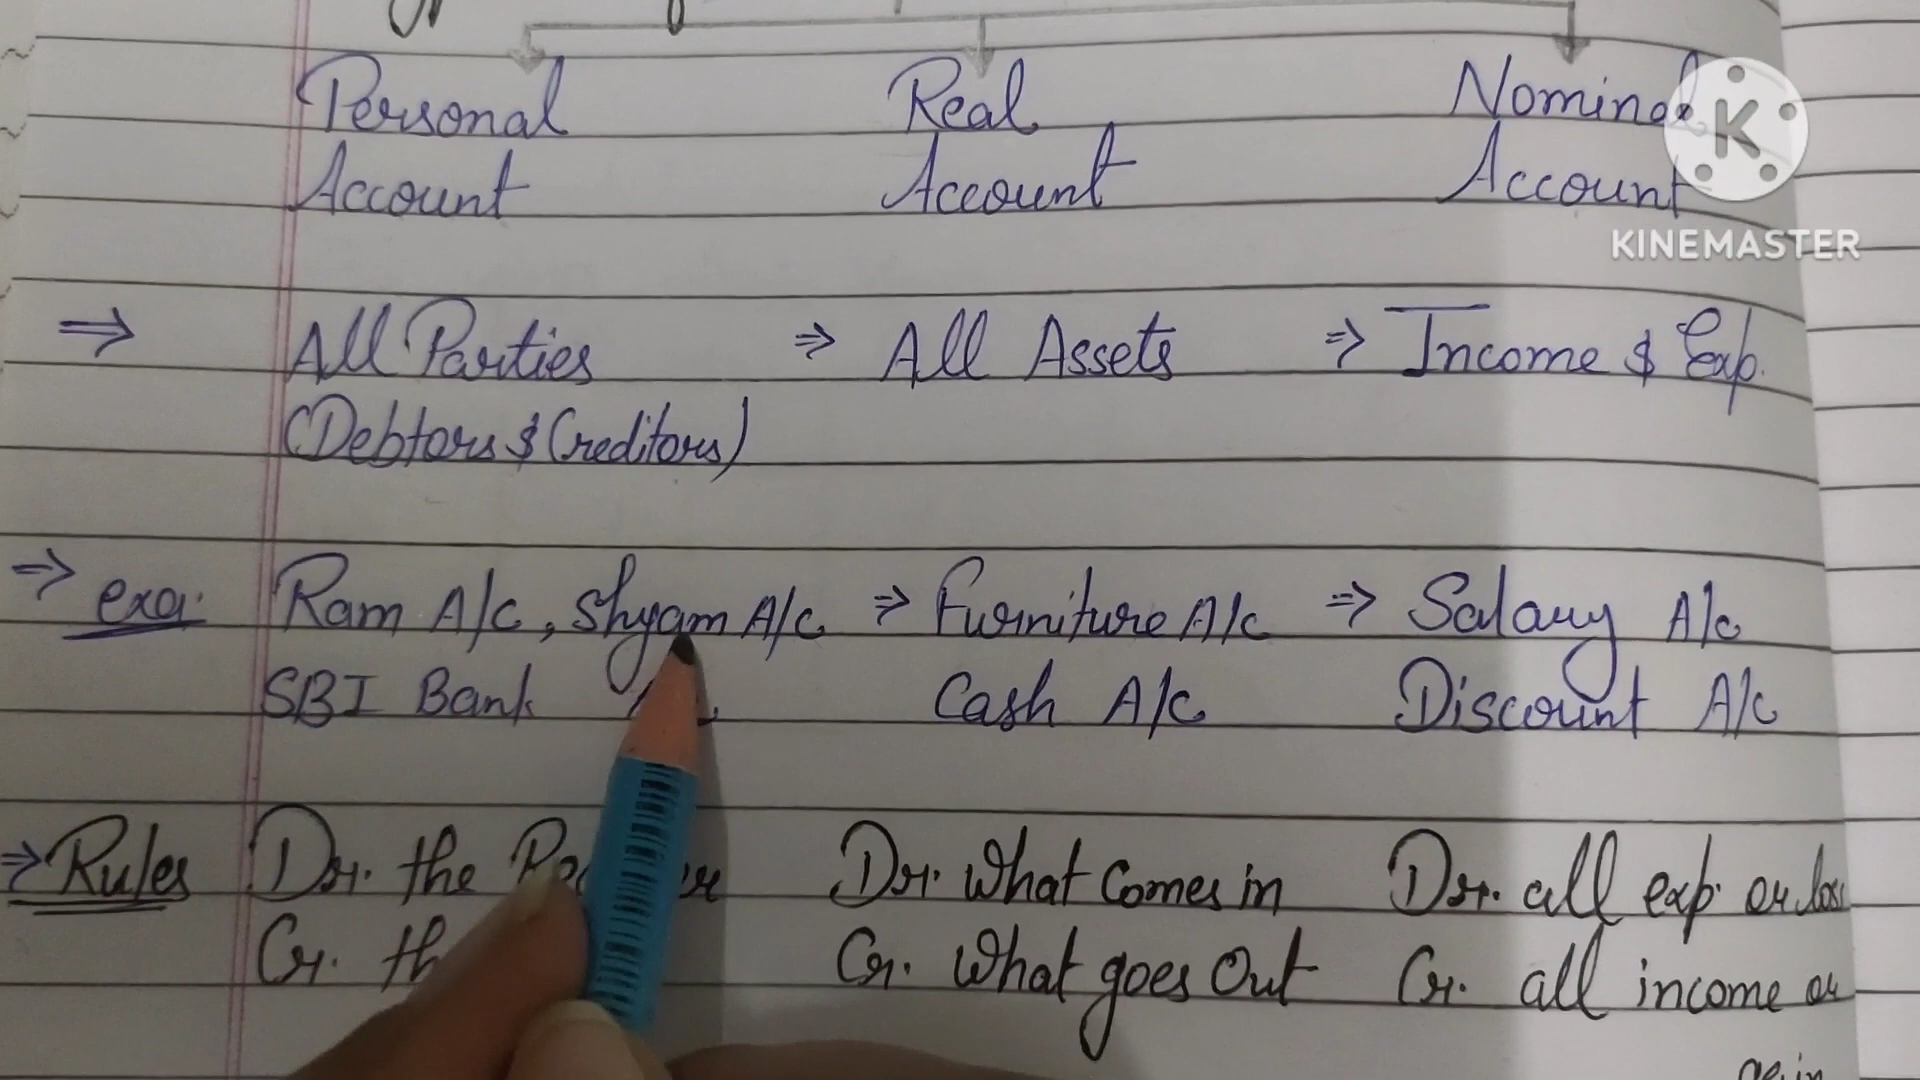 Personal Real Nominal
Account Account Account
KINEMASTER
⇒ All Parties ⇒ All Assets ⇒ Income & Exp.
(Debtors & Creditors)
⇒ exa. Ram A/c, Shyam A/c ⇒ Furniture A/c ⇒ Salary A/c
SBI Bank Cash A/c Discount A/c
⇒ Rules Dr. the Dr. What Comes in Dr. all exp. or loss
Cr. Cr. What goes Out Cr. all income or